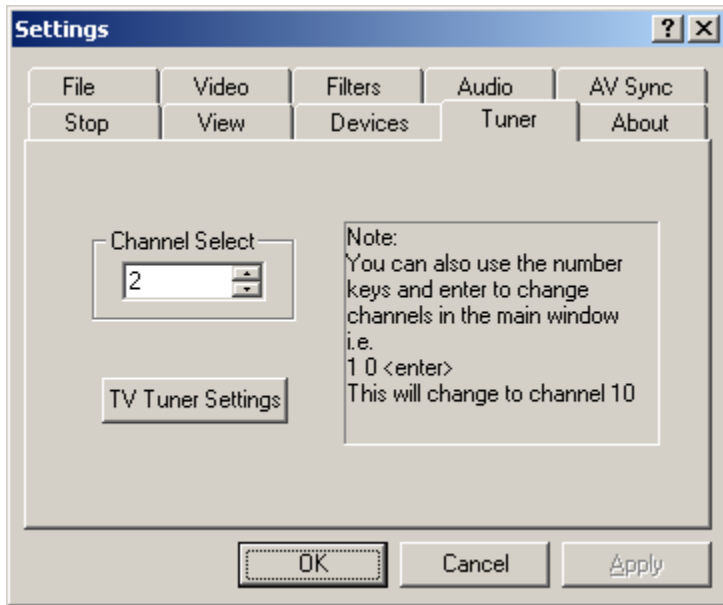 Settings
File Video Filters Audio AV Sync
Stop View Devices Tuner About
Channel Select
2
TV Tuner Settings
Note:
You can also use the number
keys and enter to change
channels in the main window
i.e.
1 0 <enter>
This will change to channel 10
OK Cancel Apply